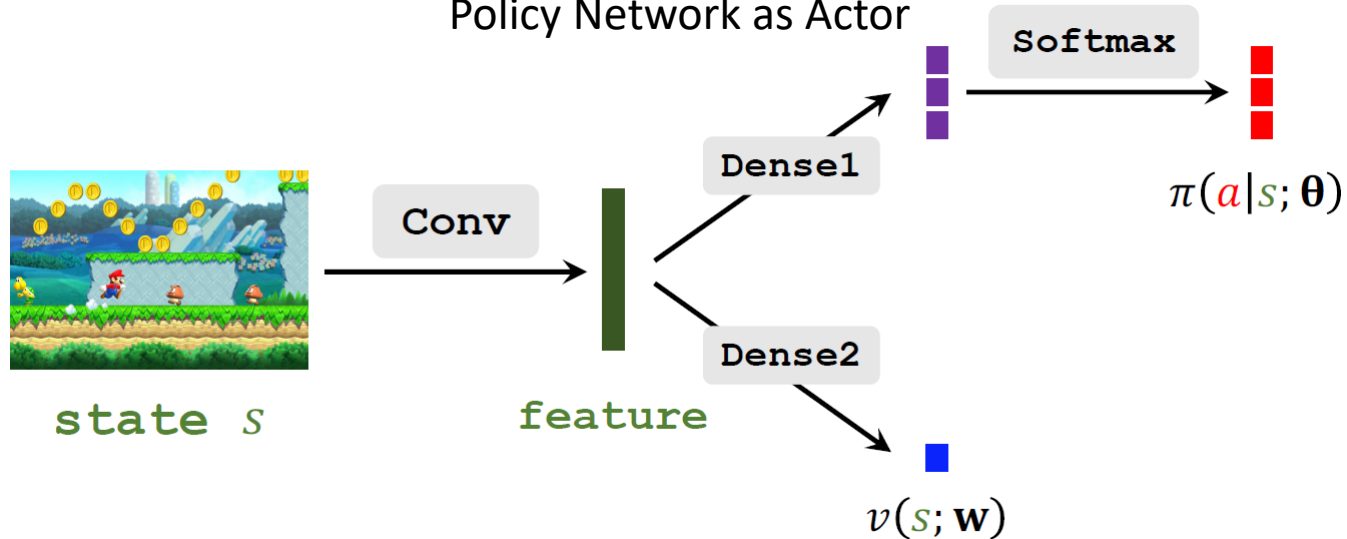 Policy Network as Actor
Softmax
Dense1
π(a|s; θ)
Conv
Dense2
state s
feature
v(s; w)